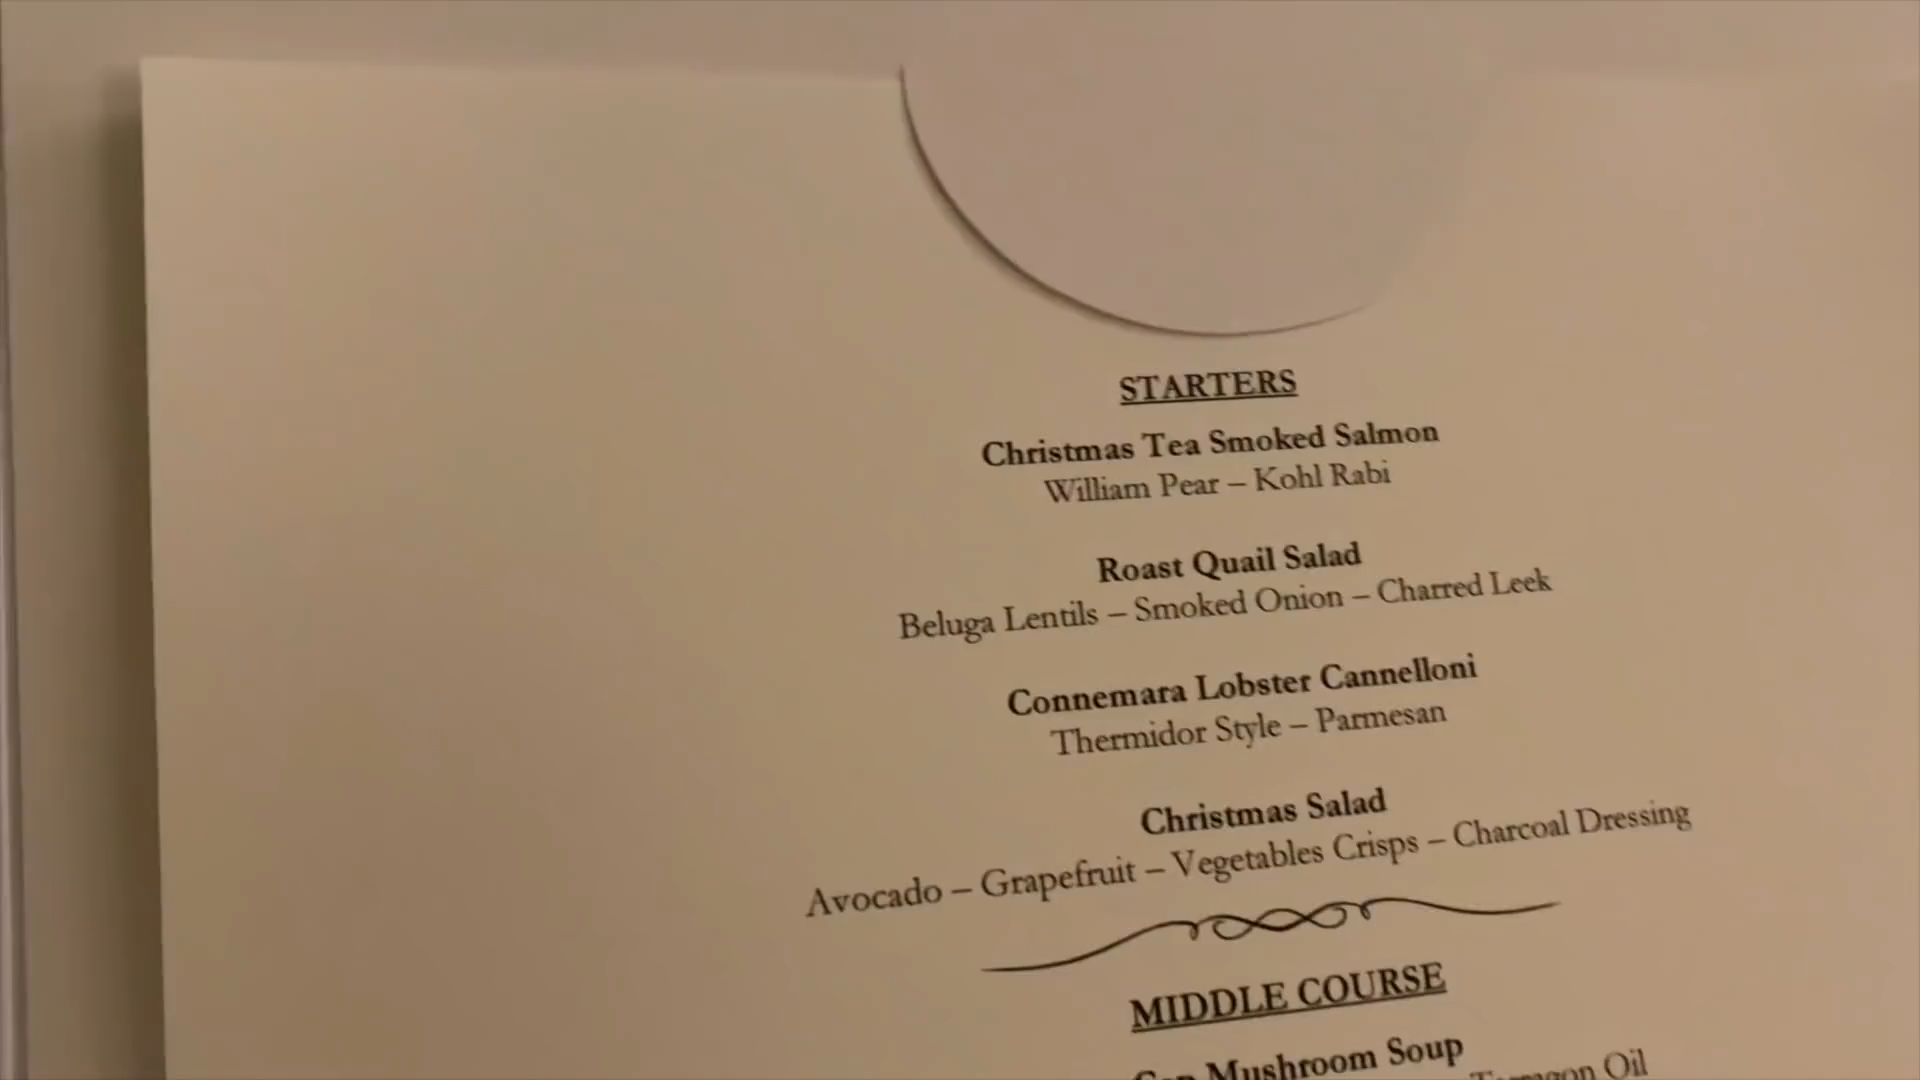 STARTERS
Christmas Tea Smoked Salmon
William Pear – Kohl Rabi
Roast Quail Salad
Beluga Lentils – Smoked Onion – Charred Leek
Connemara Lobster Cannelloni
Thermidor Style – Parmesan
Christmas Salad
Avocado – Grapefruit – Vegetables Crisps – Charcoal Dressing
MIDDLE COURSE
Mushroom Soup
Oil